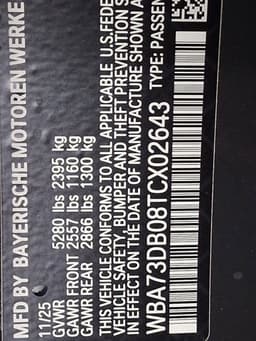 MFD BY BAYERISCHE MOTOREN WERKE
11/25
GVWR 5280 lbs 2395 kg
GAWR FRONT 2557 lbs 1160 kg
GAWR REAR 2866 lbs 1300 kg
THIS VEHICLE CONFORMS TO ALL APPLICABLE U.S.FEDE
VEHICLE SAFETY, BUMPER AND THEFT PREVENTION S
IN EFFECT ON THE DATE OF MANUFACTURE SHOWN A
WBA73DB08TCX02643 TYPE: PASSEN